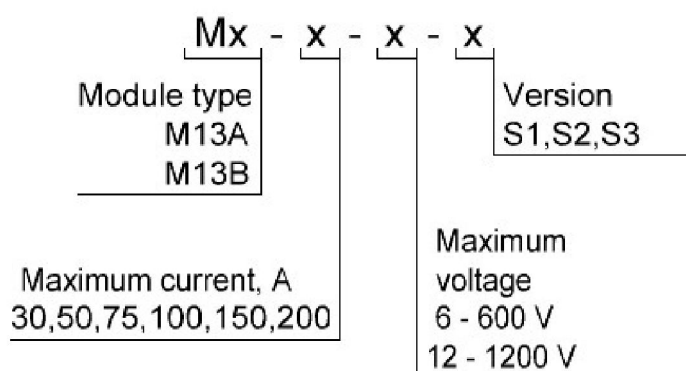 Mx - x - x - x
Module type
M13A
M13B
Version
S1,S2,S3
Maximum current, A
30,50,75,100,150,200
Maximum
voltage
6 - 600 V
12 - 1200 V